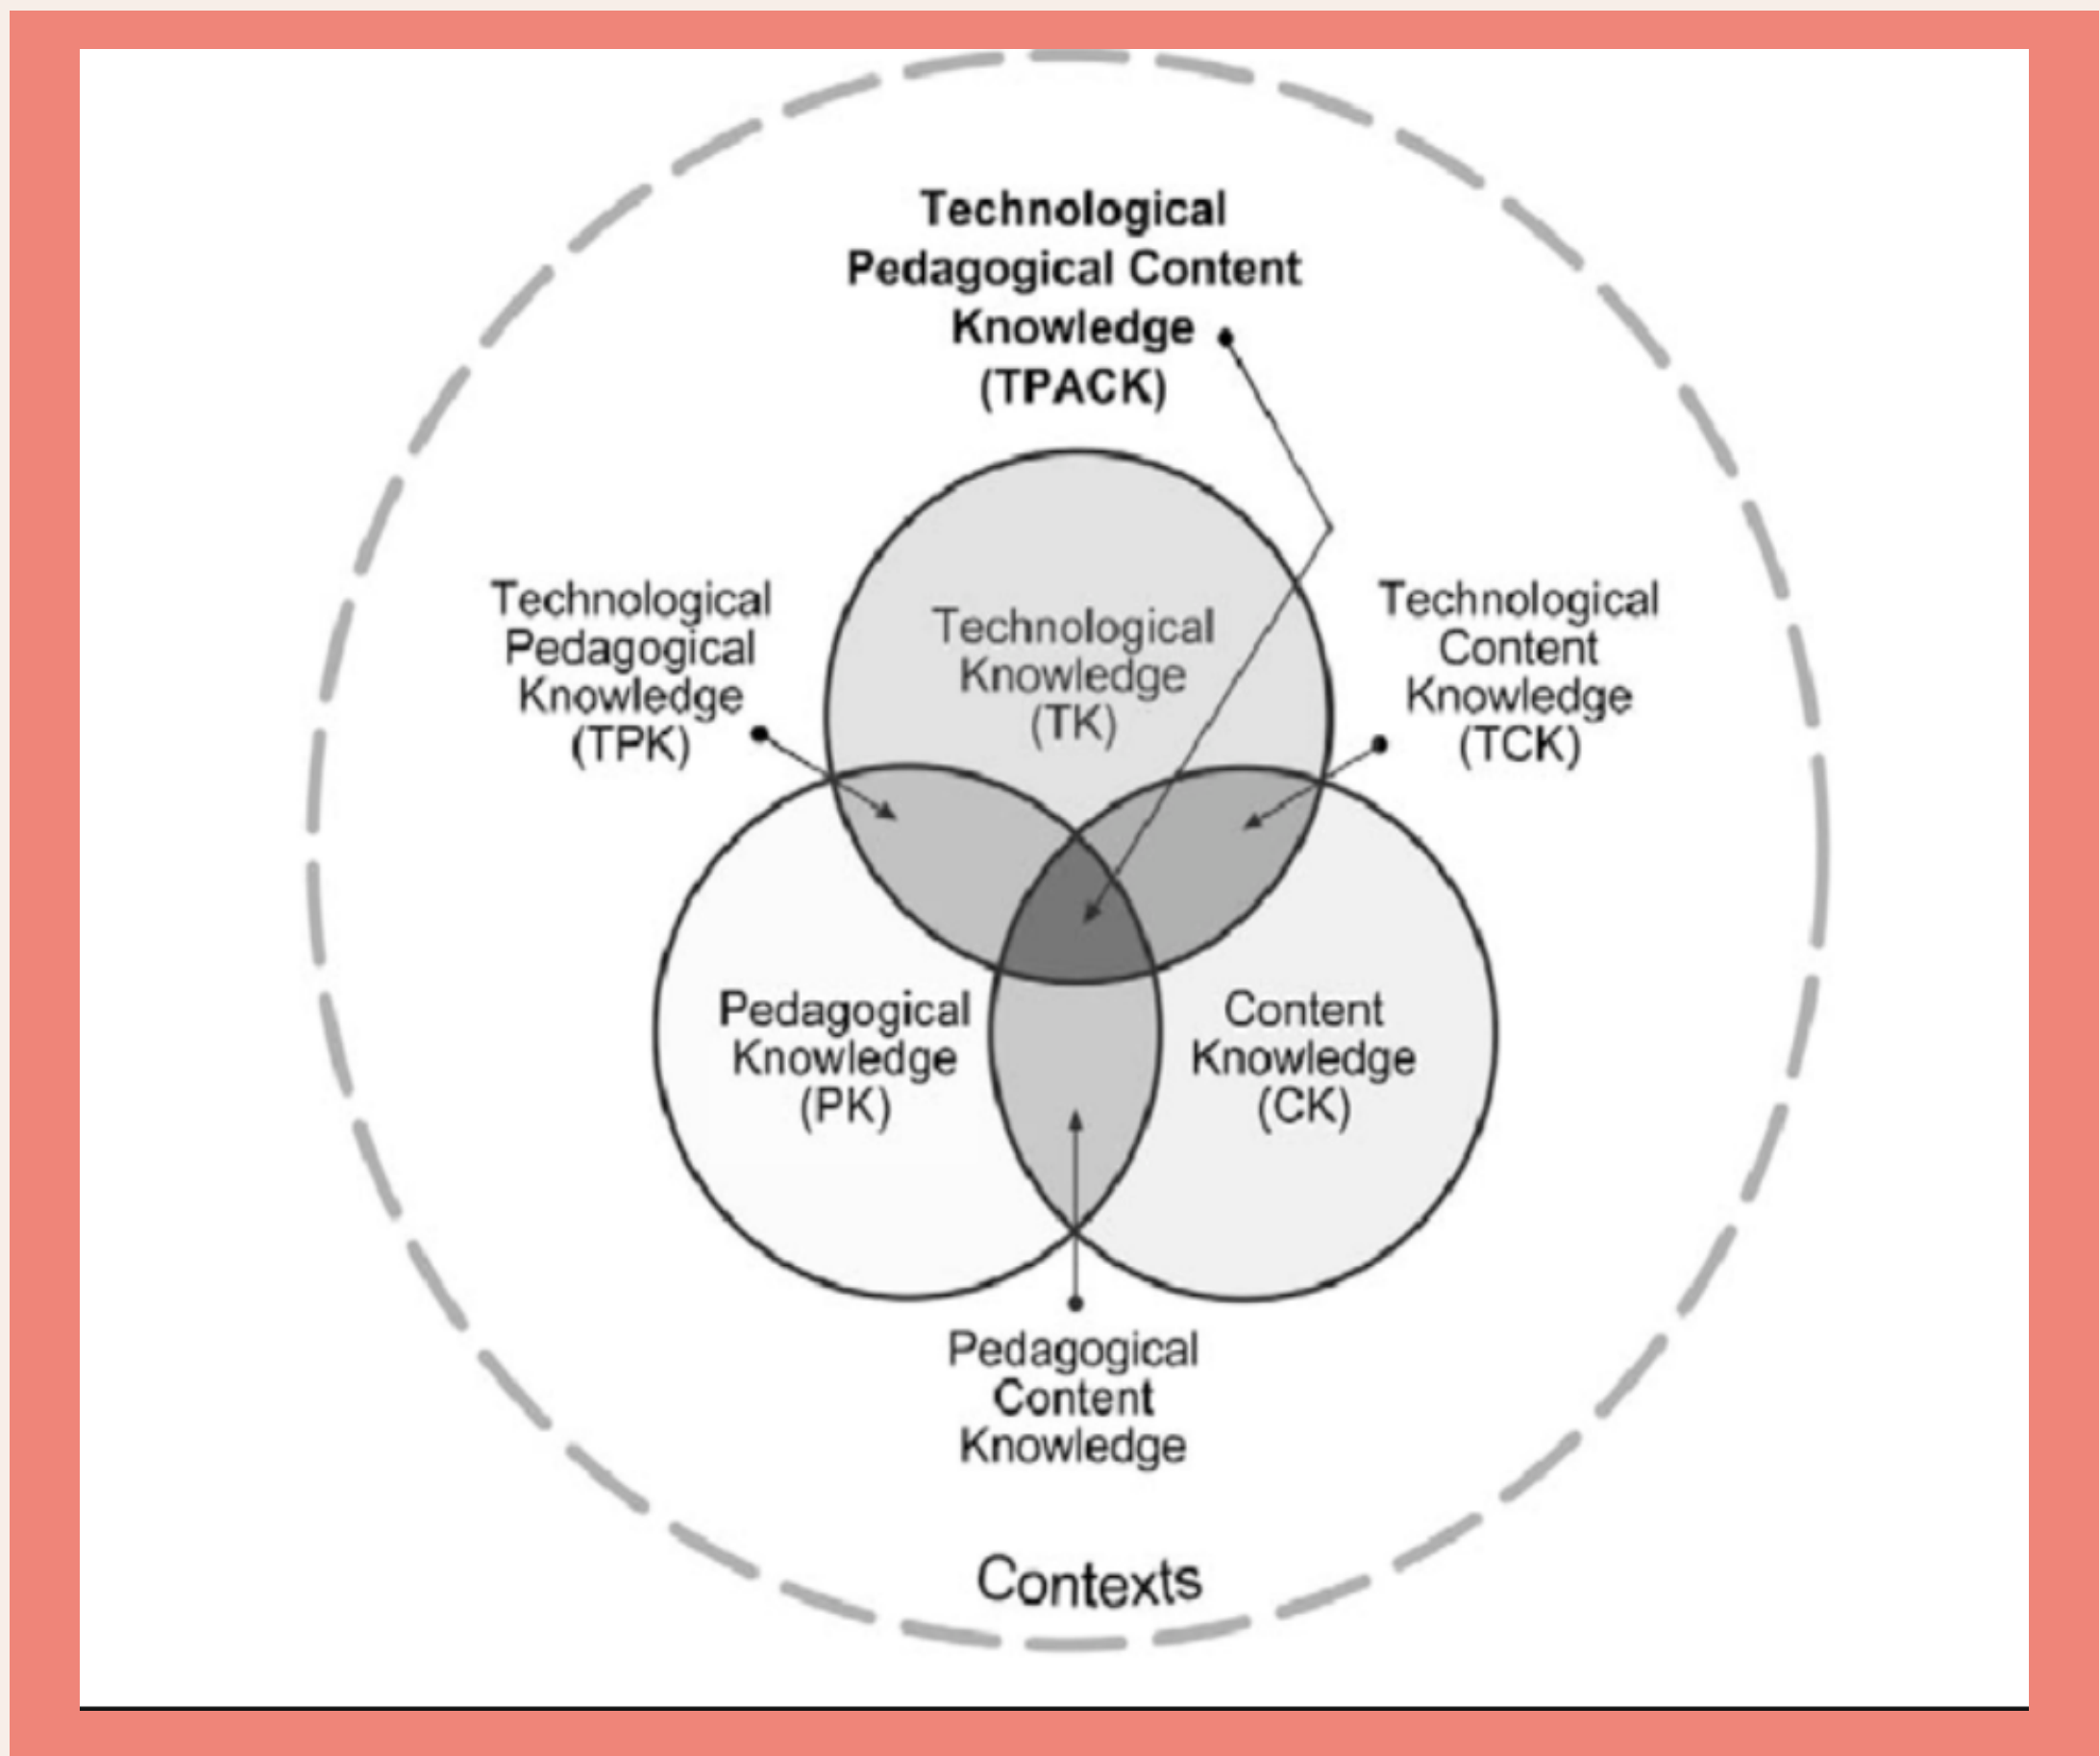 Technological
Pedagogical Content
Knowledge
(TPACK)
Technological
Pedagogical
Knowledge
(TPK)
Technological
Knowledge
(TK)
Technological
Content
Knowledge
(TCK)
Pedagogical
Knowledge
(PK)
Content
Knowledge
(CK)
Pedagogical
Content
Knowledge
Contexts